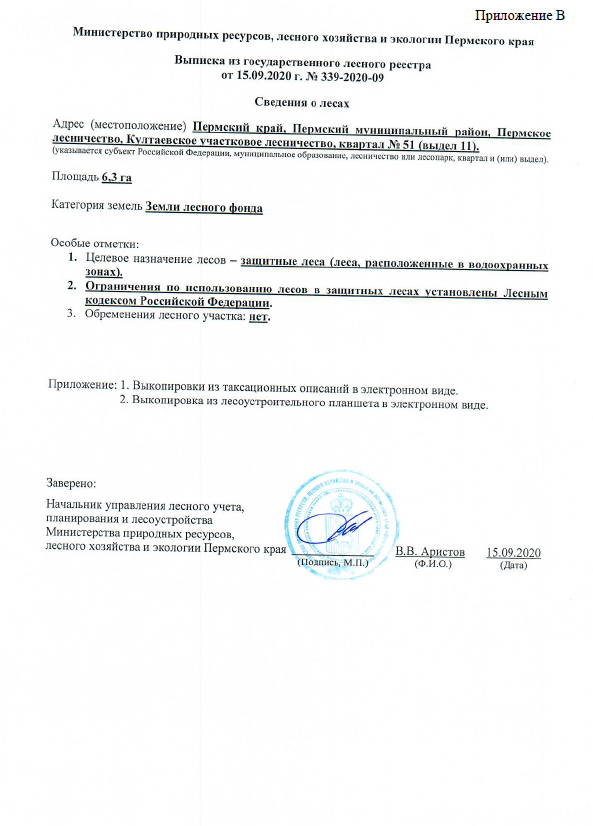 Приложение В
Министерство природных ресурсов, лесного хозяйства и экологии Пермского края
Выписка из государственного лесного реестра
от 15.09.2020 г. № 339-2020-09
Сведения о лесах
Адрес (местоположение) Пермский край, Пермский муниципальный район, Пермское
лесничество, Култаевское участковое лесничество, квартал № 51 (выдел 11).
(указывается субъект Российской Федерации, муниципальное образование, лесничество или лесопарк, квартал и (или) выдел).
Площадь 6,3 га
Категория земель Земли лесного фонда
Особые отметки:
1. Целевое назначение лесов – защитные леса (леса, расположенные в водоохранных
зонах).
2. Ограничения по использованию лесов в защитных лесах установлены Лесным
кодексом Российской Федерации.
3. Обременения лесного участка: нет.
Приложение: 1. Выкопировки из таксационных описаний в электронном виде.
2. Выкопировка из лесоустроительного планшета в электронном виде.
Заверено:
Начальник управления лесного учета,
планирования и лесоустройства
Министерства природных ресурсов,
лесного хозяйства и экологии Пермского края
В.В. Аристов 15.09.2020
(Подпись, М.П.) (Ф.И.О.) (Дата)